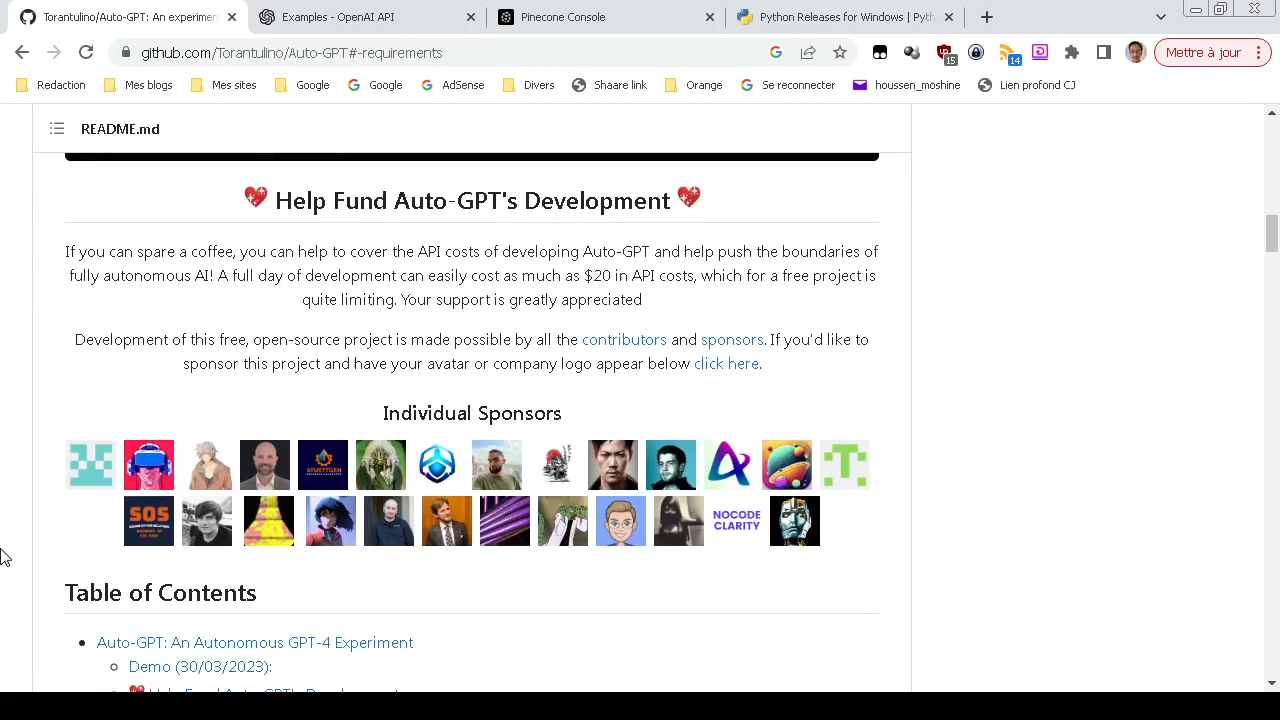 Torantulino/Auto-GPT: An experimen
Examples - OpenAI API
Pinecone Console
Python Releases for Windows | Pyth
github.com/Torantulino/Auto-GPT#-requirements
15
14
Mettre à jour
Redaction
Mes blogs
Mes sites
Google
Google
AdSense
Divers
Shaare link
Orange
Se reconnecter
houssen_moshine
Lien profond CJ
README.md
Help Fund Auto-GPT's Development
If you can spare a coffee, you can help to cover the API costs of developing Auto-GPT and help push the boundaries of
fully autonomous AI! A full day of development can easily cost as much as $20 in API costs, which for a free project is
quite limiting. Your support is greatly appreciated
Development of this free, open-source project is made possible by all the contributors and sponsors. If you'd like to
sponsor this project and have your avatar or company logo appear below click here.
Individual Sponsors
STUETTGEN
SOS
NOCODE
CLARITY
Table of Contents
Auto-GPT: An Autonomous GPT-4 Experiment
Demo (30/03/2023):
Help Fund Auto-GPT's Development